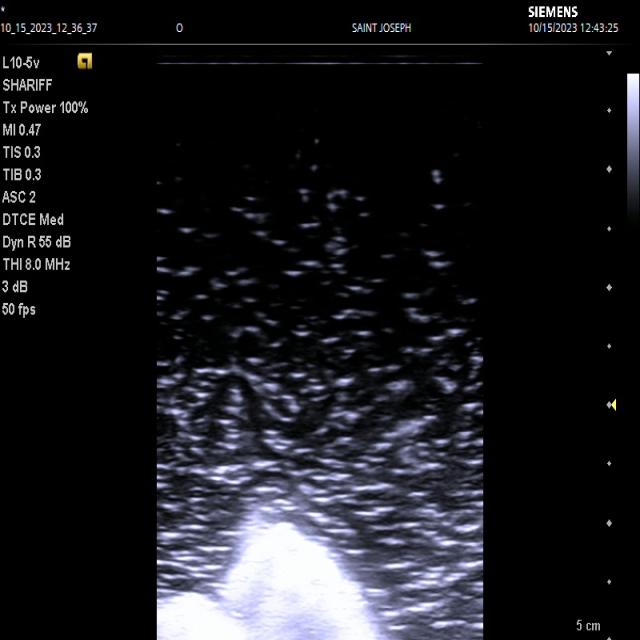 *
SIEMENS
10_15_2023_12_36_37 O SAINT JOSEPH 10/15/2023 12:43:25
L10-5v
SHARIFF
Tx Power 100%
MI 0.47
TIS 0.3
TIB 0.3
ASC 2
DTCE Med
Dyn R 55 dB
THI 8.0 MHz
3 dB
50 fps
5 cm